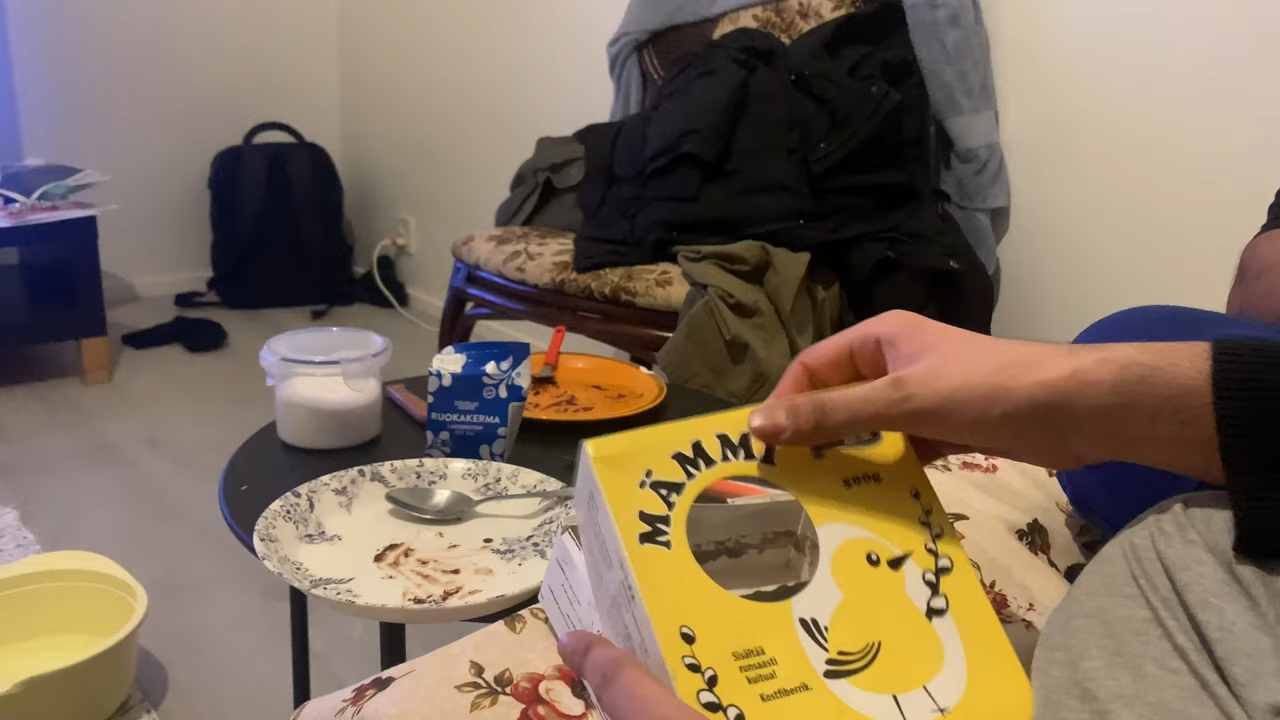 RUOKAKERMA
MÄMMI
500g
Sisältää
runsaasti
kuitua!
Kostfiberrik.